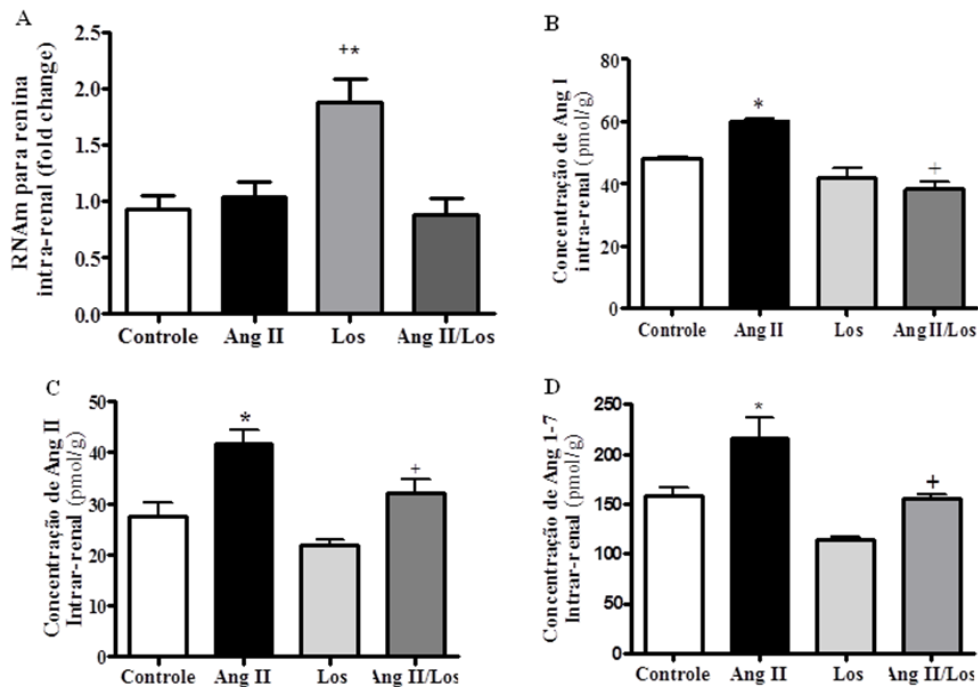 A
RNAm para renina
intra-renal (fold change)
2.5
2.0
1.5
1.0
0.5
0.0
+*
Controle Ang II Los Ang II/Los
B
Concentração de Ang I
intra-renal (pmol/g)
80
60
40
20
0
*
+
Controle Ang II Los Ang II/Los
C
Concentração de Ang II
Intrar-renal (pmol/g)
50
40
30
20
10
0
*
+
Controle Ang II Los Ang II/Los
D
Concentração de Ang 1-7
Intrar-renal (pmol/g)
250
200
150
100
50
0
*
+
Controle Ang II Los Ang II/Los